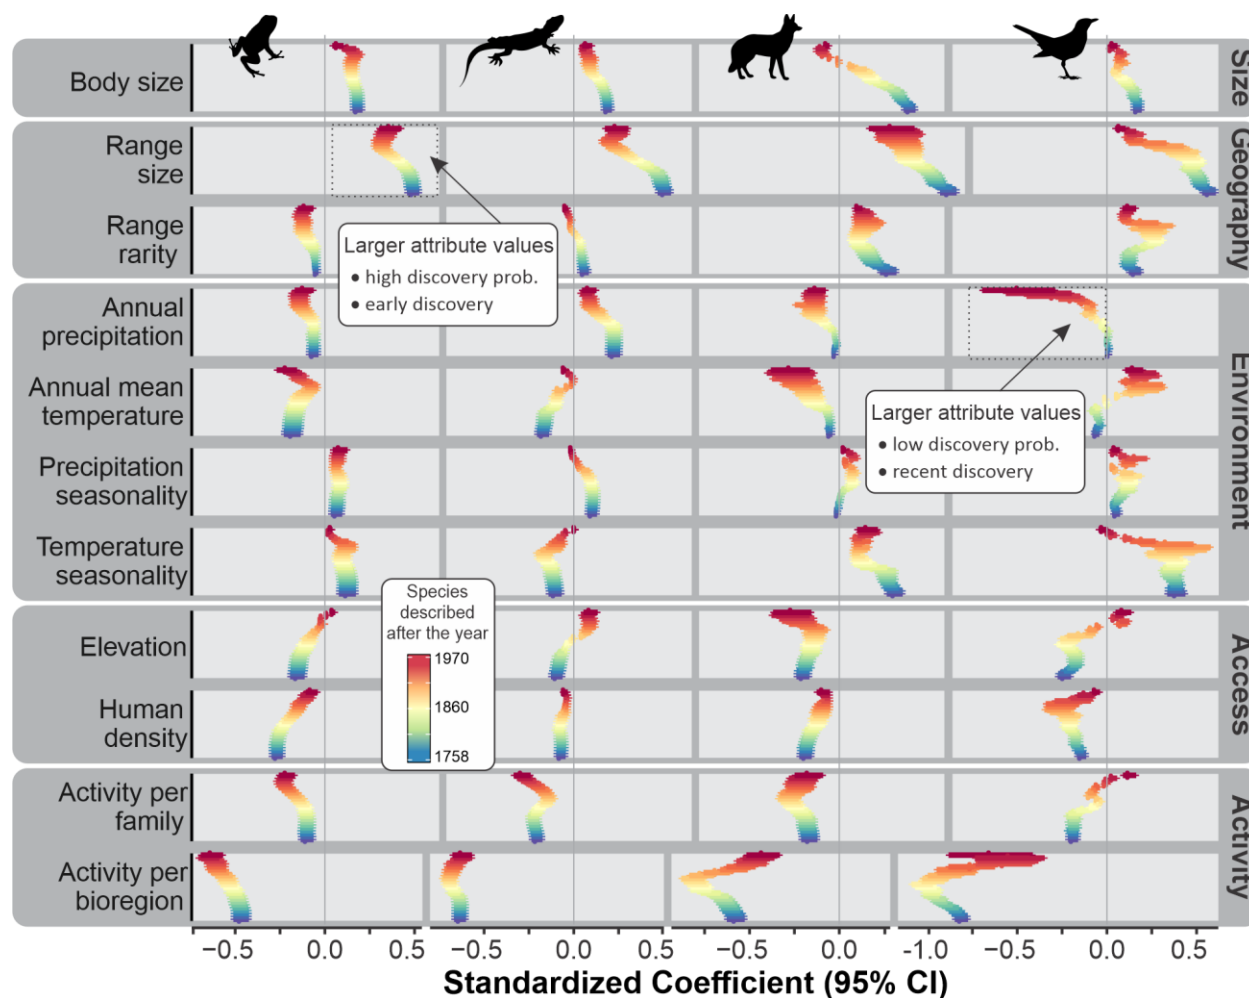 Body size
Size
Range
size
Range
rarity
Geography
Larger attribute values
• high discovery prob.
• early discovery
Annual
precipitation
Annual mean
temperature
Precipitation
seasonality
Temperature
seasonality
Environment
Larger attribute values
• low discovery prob.
• recent discovery
Species
described
after the year
1970
1860
1758
Elevation
Human
density
Access
Activity per
family
Activity per
bioregion
Activity
−0.5 0.0 0.5 −0.5 0.0 0.5 −0.5 0.0 0.5 -1.0 −0.5 0.0 0.5
Standardized Coefficient (95% CI)